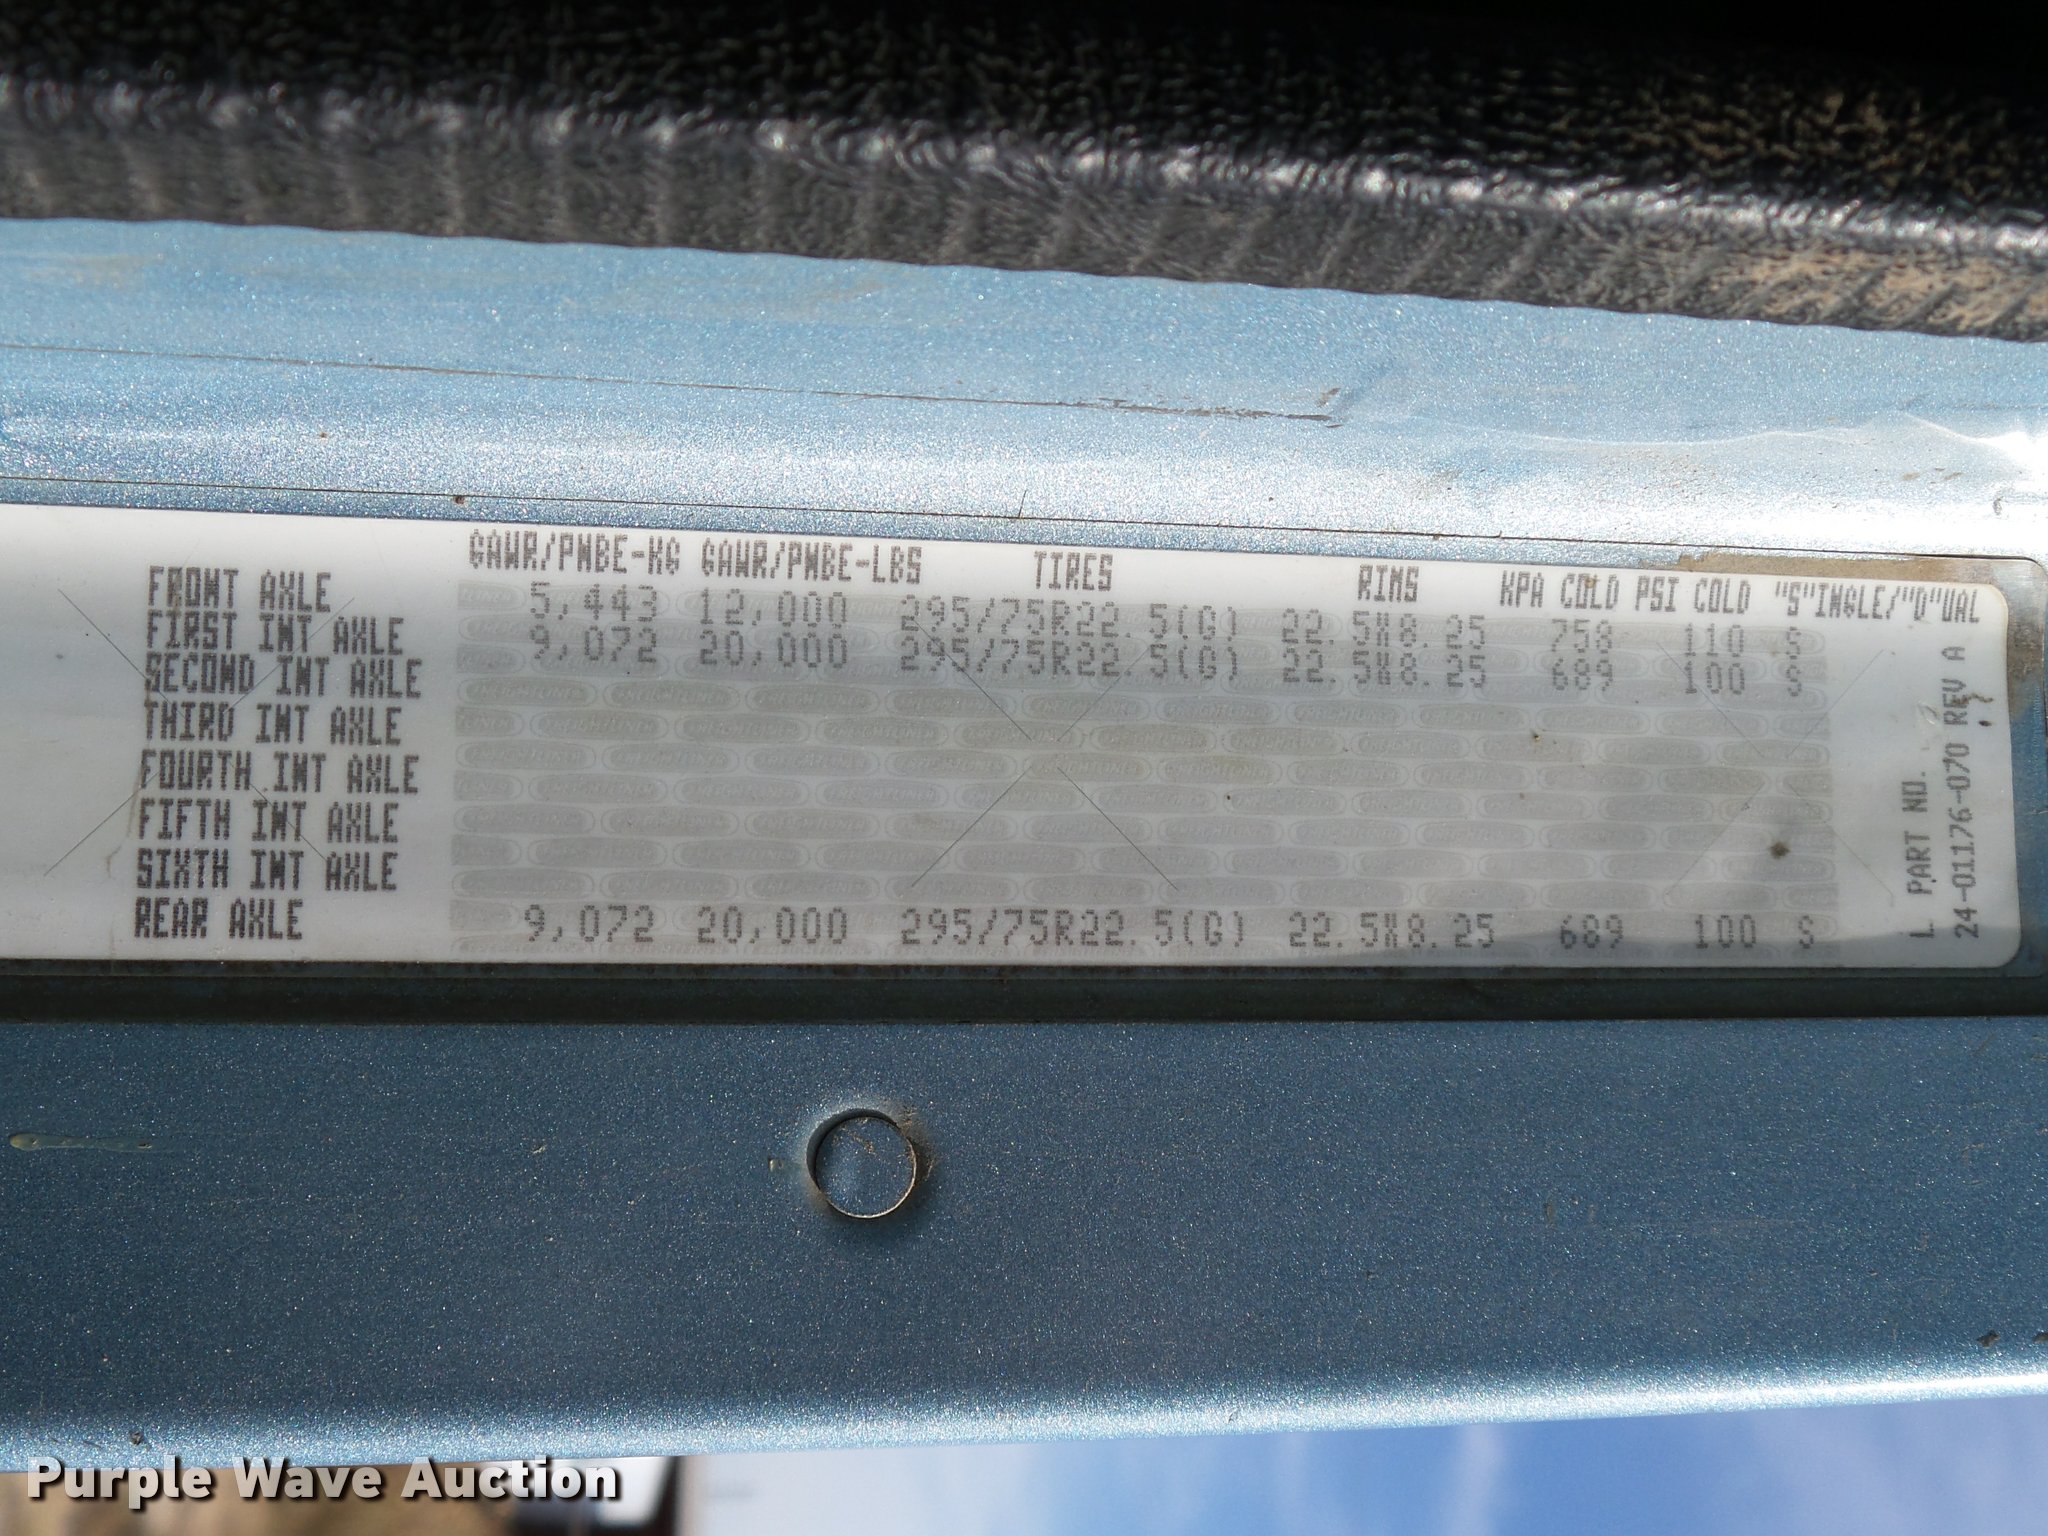 GAWR/PNBE-KG GAWR/PNBE-LBS TIRES RIMS KPA COLD PSI COLD "S"INGLE/"D"UAL
FRONT AXLE 5,443 12,000 295/75R22.5(G) 22.5X8.25 758 110 S
FIRST INT AXLE 9,072 20,000 295/75R22.5(G) 22.5X8.25 689 100 S
SECOND INT AXLE
THIRD INT AXLE
FOURTH INT AXLE
FIFTH INT AXLE
SIXTH INT AXLE
REAR AXLE 9,072 20,000 295/75R22.5(G) 22.5X8.25 689 100 S
PART NO.
24-01176-070 REV A
Purple Wave Auction